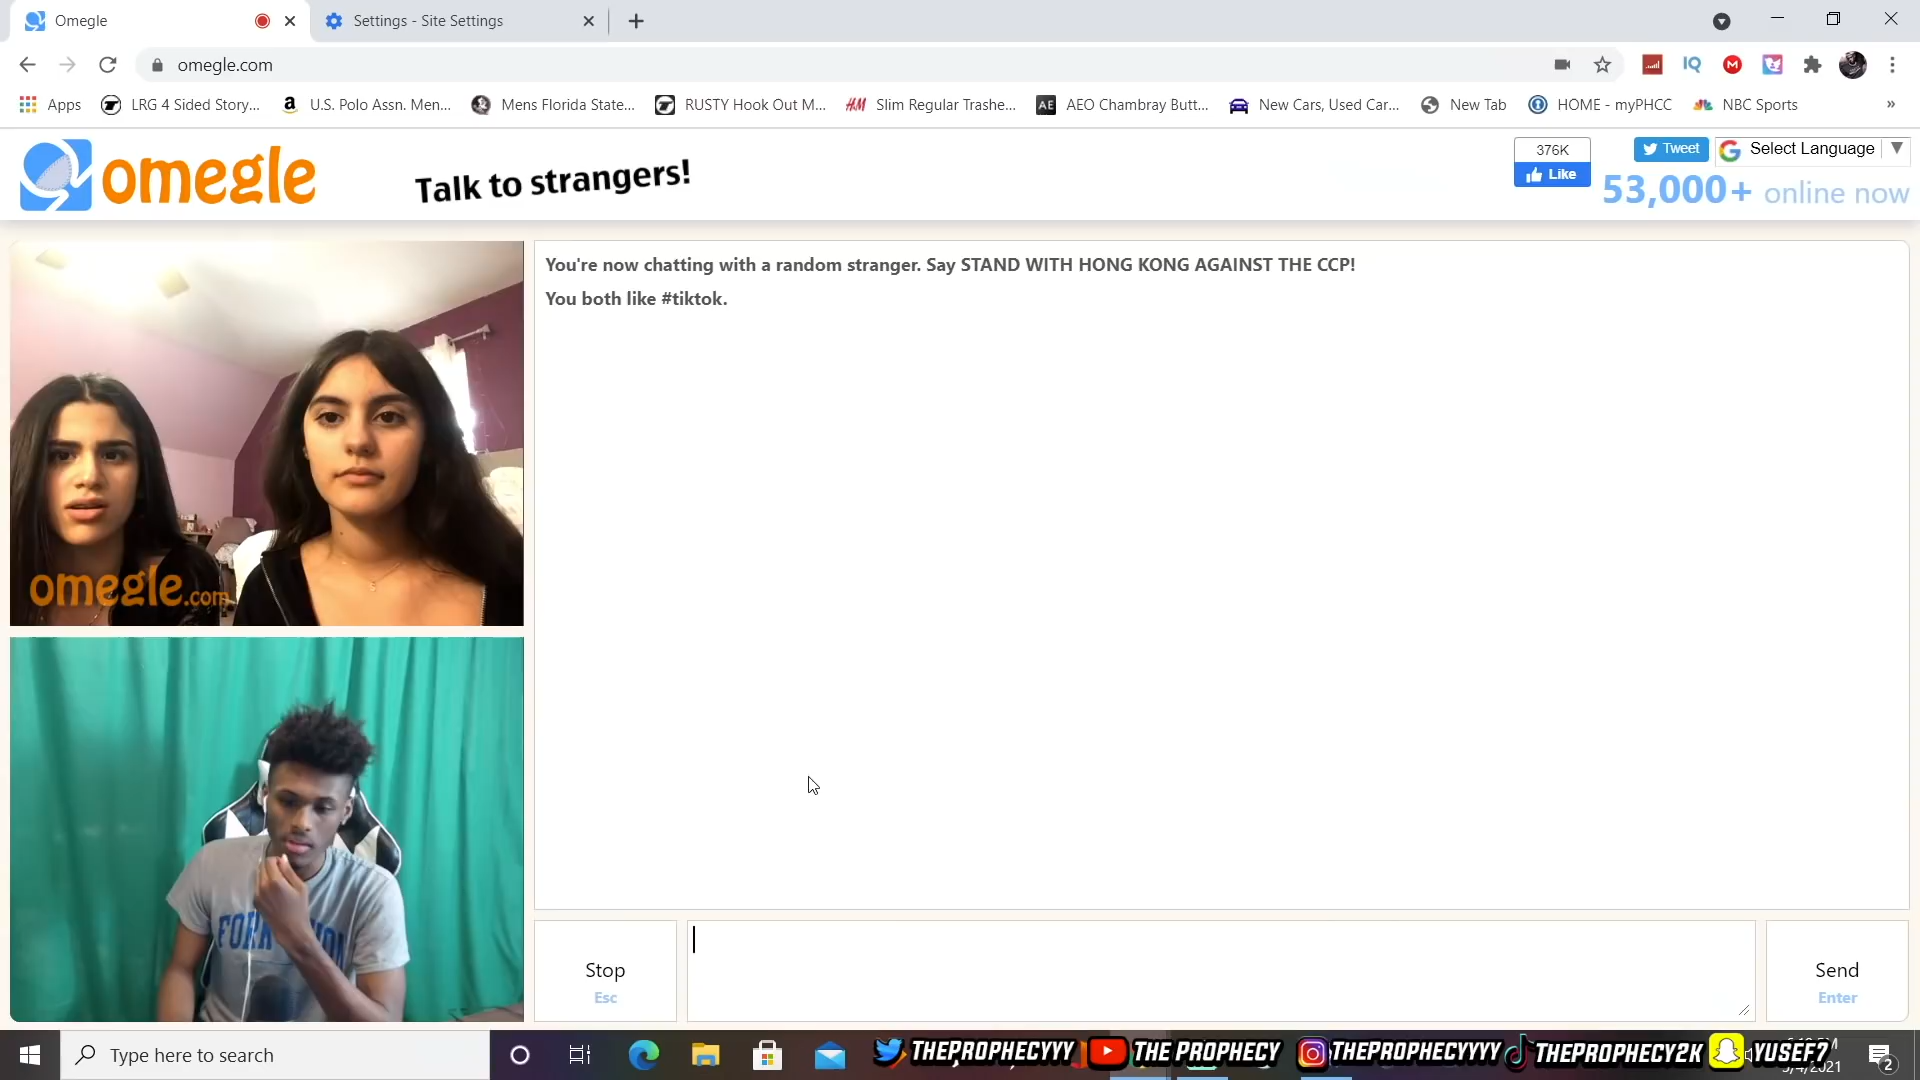 Omegle
Settings - Site Settings
omegle.com
Apps
LRG 4 Sided Story...
U.S. Polo Assn. Men...
Mens Florida State...
RUSTY Hook Out M...
H&M Slim Regular Trashe...
AE AEO Chambray Butt...
New Cars, Used Car...
New Tab
HOME - myPHCC
NBC Sports
»
IQ
M
omegle
Talk to strangers!
376K
Like
Tweet
G Select Language
53,000+ online now
You're now chatting with a random stranger. Say STAND WITH HONG KONG AGAINST THE CCP!
You both like #tiktok.
omegle.com
Stop
Esc
Send
Enter
Type here to search
THEPROPHECYYY
THE PROPHECY
THEPROPHECYYYY
THEPROPHECY2K
YUSEF7
2